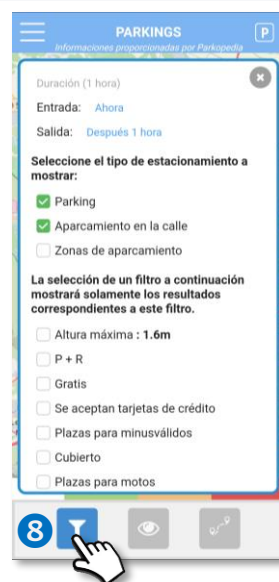 PARKINGS
P
Informaciones proporcionadas por Parkopedia
Duración (1 hora)
Entrada: Ahora
Salida: Después 1 hora
Seleccione el tipo de estacionamiento a
mostrar:
Parking
Aparcamiento en la calle
Zonas de aparcamiento
La selección de un filtro a continuación
mostrará solamente los resultados
correspondientes a este filtro.
Altura máxima : 1.6m
P + R
Gratis
Se aceptan tarjetas de crédito
Plazas para minusválidos
Cubierto
Plazas para motos
8